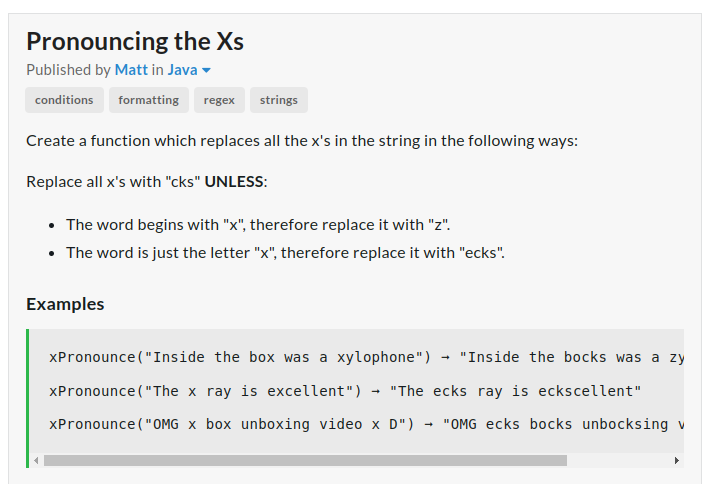 Pronouncing the Xs
Published by Matt in Java
conditions formatting regex strings
Create a function which replaces all the x's in the string in the following ways:
Replace all x's with "cks" UNLESS:
• The word begins with "x", therefore replace it with "z".
• The word is just the letter "x", therefore replace it with "ecks".
Examples
xPronounce("Inside the box was a xylophone") → "Inside the bocks was a zy
xPronounce("The x ray is excellent") → "The ecks ray is eckscellent"
xPronounce("OMG x box unboxing video x D") → "OMG ecks bocks unbocksing v